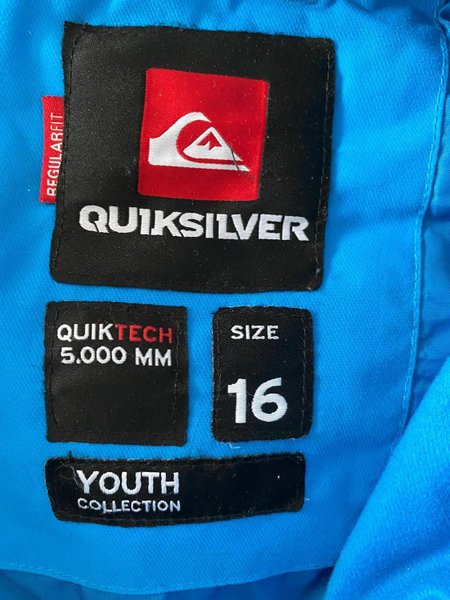 REGULAR FIT
QUIKSILVER
QUIKTECH
5.000 MM
SIZE
16
YOUTH
COLLECTION